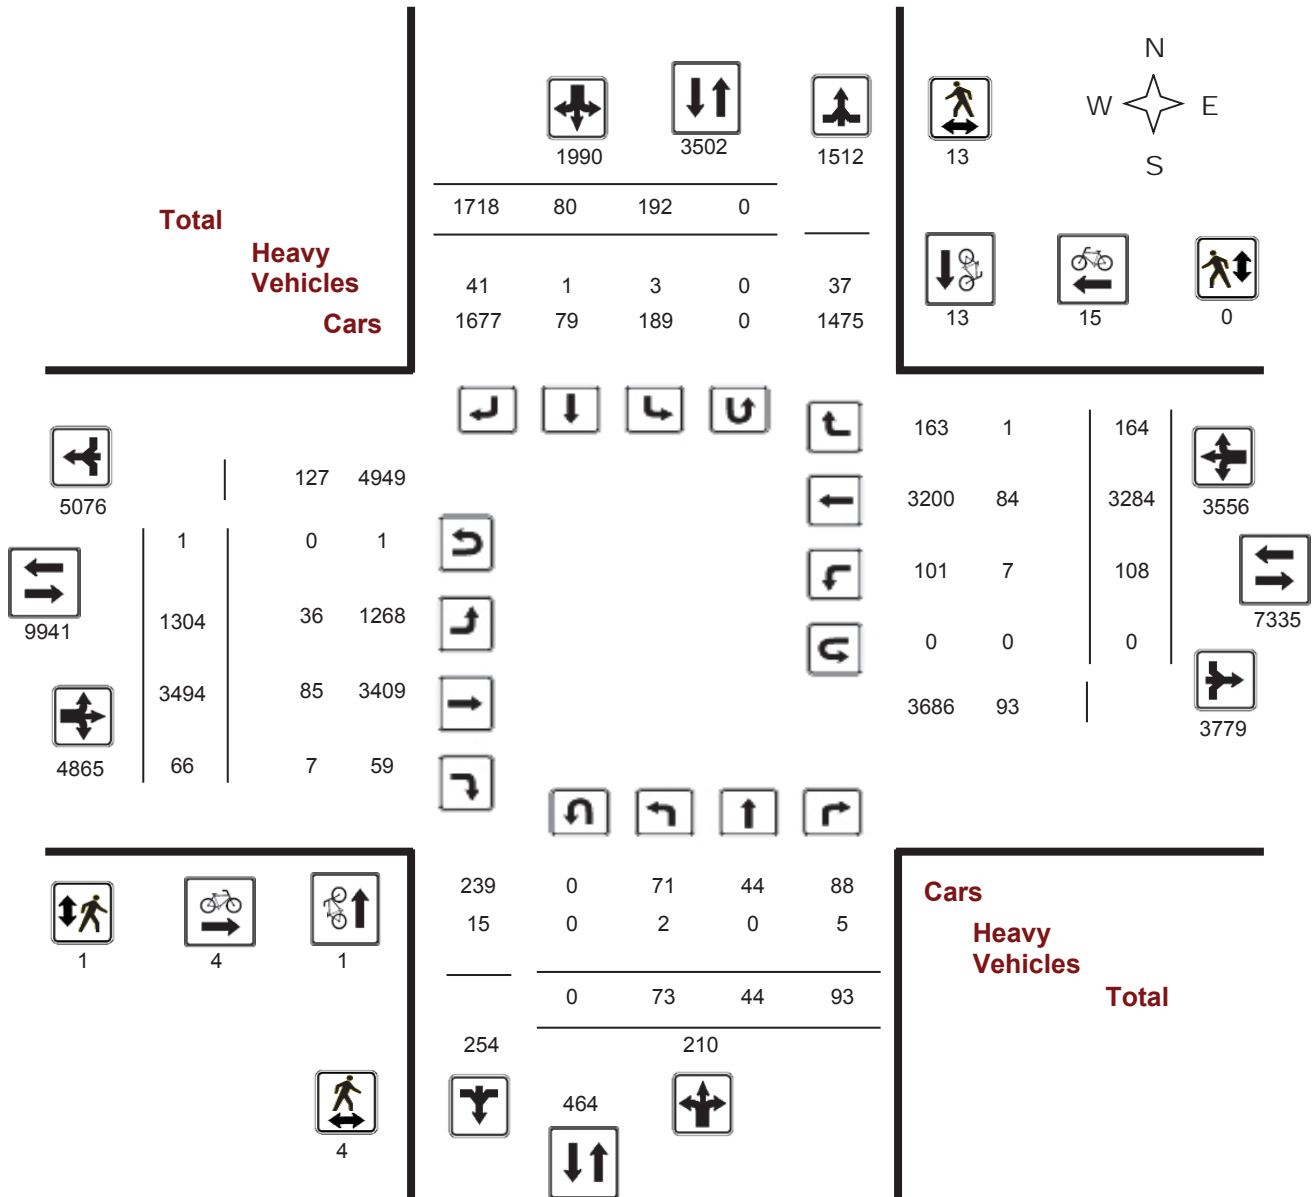 N
W E
S
1990 3502 1512 13
Total 1718 80 192 0
Heavy
Vehicles 41 1 3 0 37
Cars 1677 79 189 0 1475
13 15 0
163 1 164
5076 127 4949
3200 84 3284 3556
1 0 1
101 7 108
9941 1304 36 1268
7335
0 0 0
3494 85 3409
3686 93
3779
4865 66 7 59
239 0 71 44 88 Cars
15 0 2 0 5 Heavy
Vehicles
1 4 1
0 73 44 93 Total
254 210
464
4